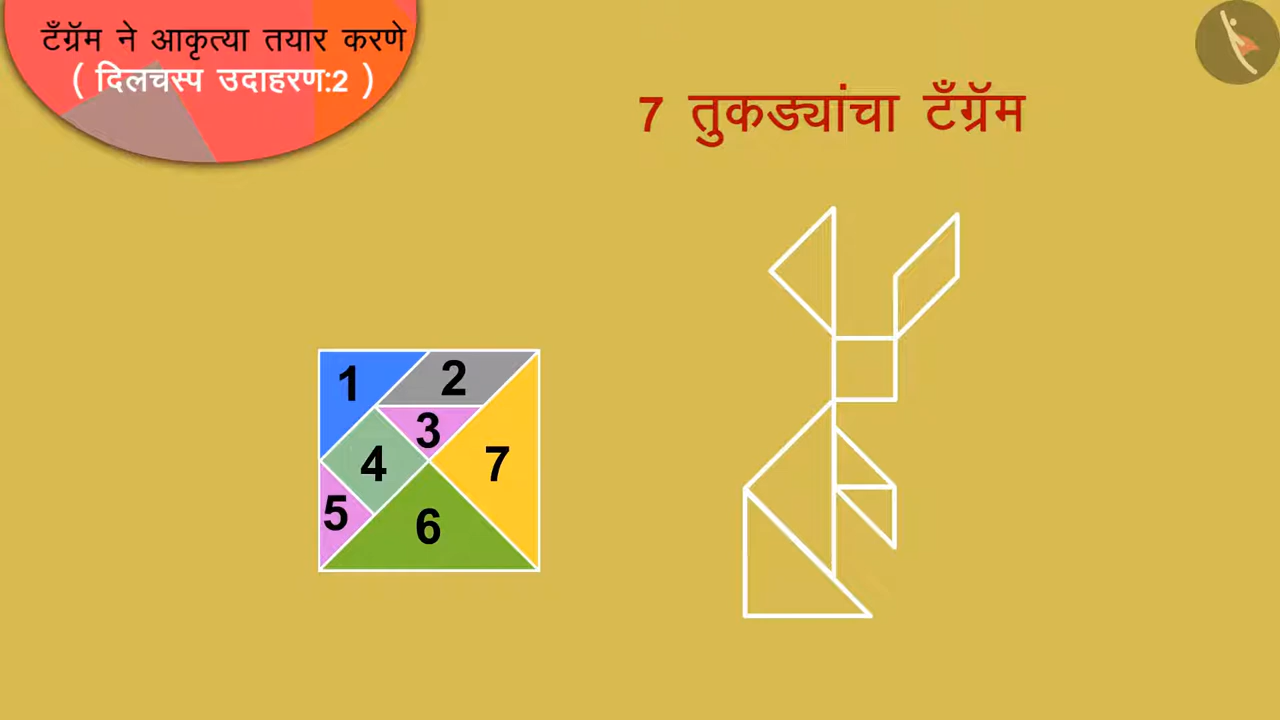 टँग्रॅम ने आकृत्या तयार करणे
( दिलचस्प उदाहरण:2 )
7 तुकड्यांचा टँग्रॅम
1
2
3
4
7
5
6